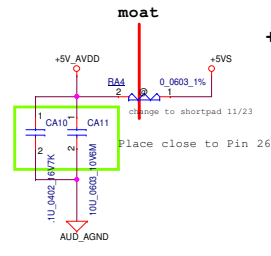 moat
+
+5V_AVDD
+5VS
RA4
0_0603_1%
2
@
1
change to shortpad 11/23
1
1
CA10
CA11
Place close to Pin 26
2
2
.1U_0402_16V7K
10U_0603_10V6M
AUD_AGND